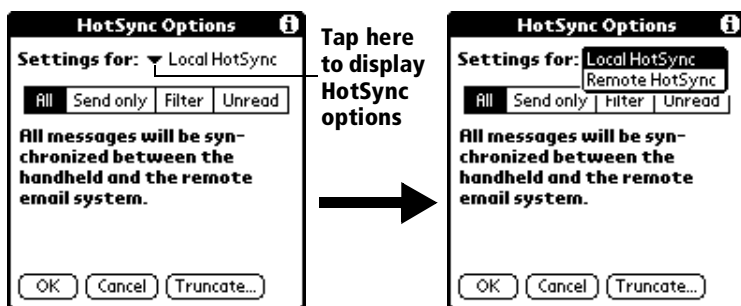 HotSync Options i
Settings for: Local HotSync
All Send only Filter Unread
All messages will be syn-
chronized between the
handheld and the remote
email system.
OK Cancel Truncate...
Tap here
to display
HotSync
options
HotSync Options i
Settings for: Local HotSync
Remote HotSync
All Send only Filter Unread
All messages will be syn-
chronized between the
handheld and the remote
email system.
OK Cancel Truncate...